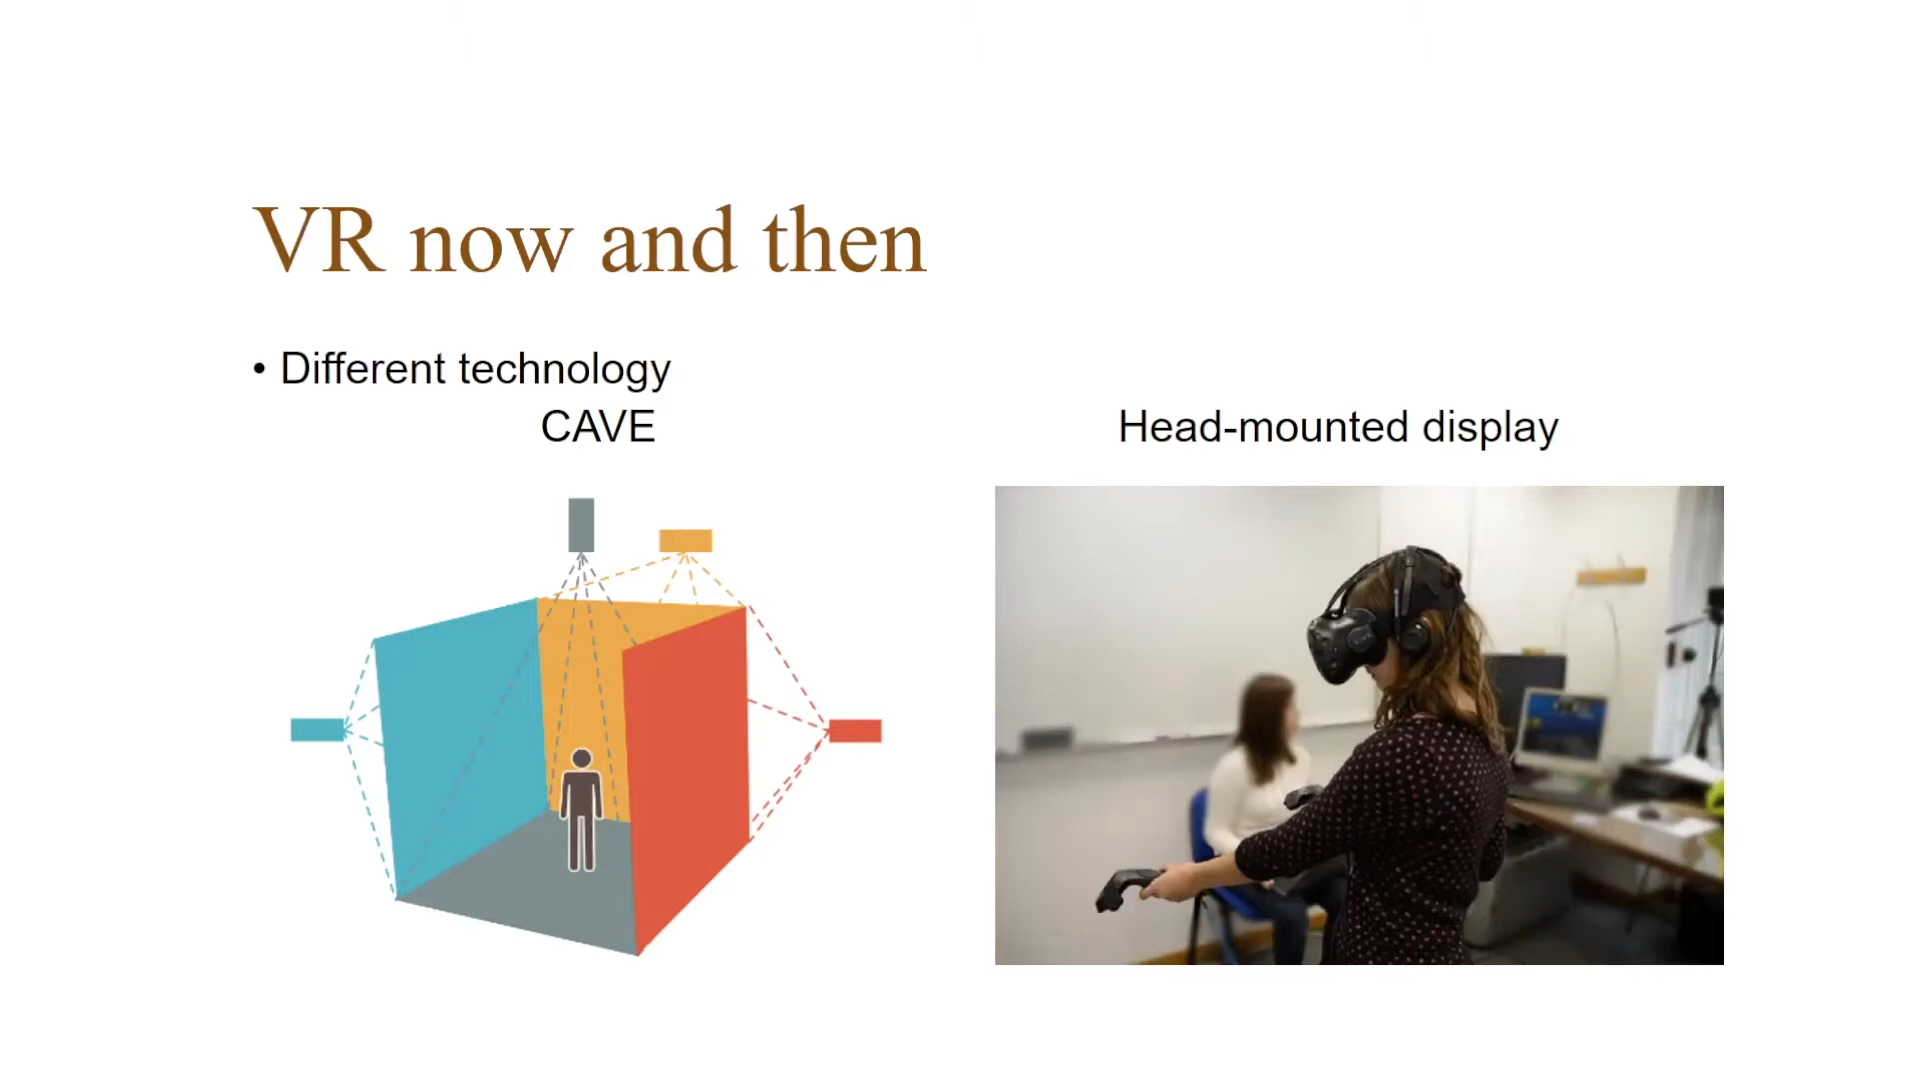 VR now and then
• Different technology
CAVE
Head-mounted display